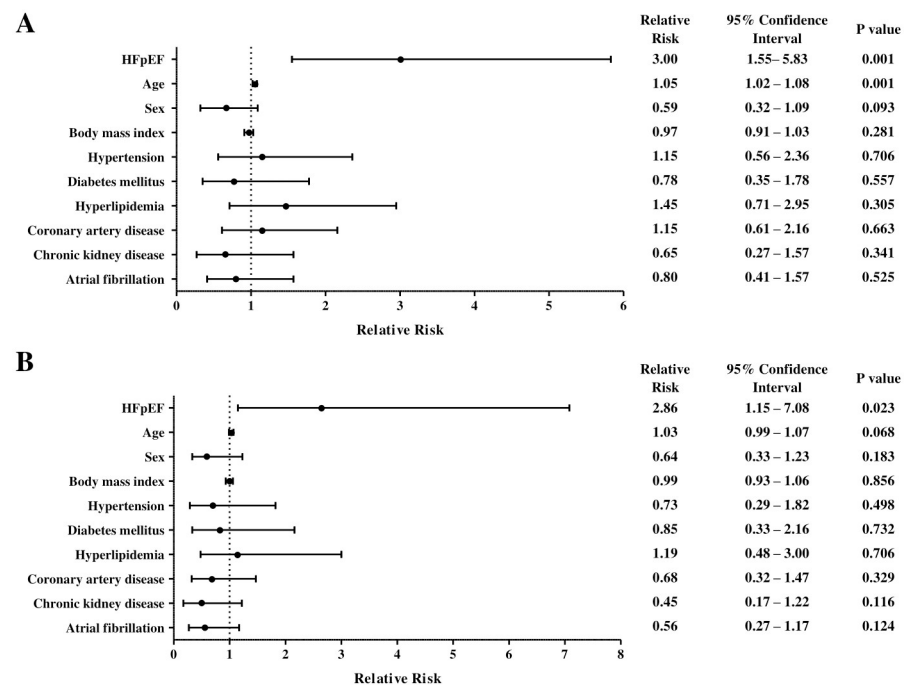 A
Relative Risk 95% Confidence Interval P value
HFpEF 3.00 1.55– 5.83 0.001
Age 1.05 1.02 – 1.08 0.001
Sex 0.59 0.32 – 1.09 0.093
Body mass index 0.97 0.91 – 1.03 0.281
Hypertension 1.15 0.56 – 2.36 0.706
Diabetes mellitus 0.78 0.35 – 1.78 0.557
Hyperlipidemia 1.45 0.71 – 2.95 0.305
Coronary artery disease 1.15 0.61 – 2.16 0.663
Chronic kidney disease 0.65 0.27 – 1.57 0.341
Atrial fibrillation 0.80 0.41 – 1.57 0.525
0 1 2 3 4 5 6
Relative Risk
B
Relative Risk 95% Confidence Interval P value
HFpEF 2.86 1.15 – 7.08 0.023
Age 1.03 0.99 – 1.07 0.068
Sex 0.64 0.33 – 1.23 0.183
Body mass index 0.99 0.93 – 1.06 0.856
Hypertension 0.73 0.29 – 1.82 0.498
Diabetes mellitus 0.85 0.33 – 2.16 0.732
Hyperlipidemia 1.19 0.48 – 3.00 0.706
Coronary artery disease 0.68 0.32 – 1.47 0.329
Chronic kidney disease 0.45 0.17 – 1.22 0.116
Atrial fibrillation 0.56 0.27 – 1.17 0.124
0 1 2 3 4 5 6 7 8
Relative Risk